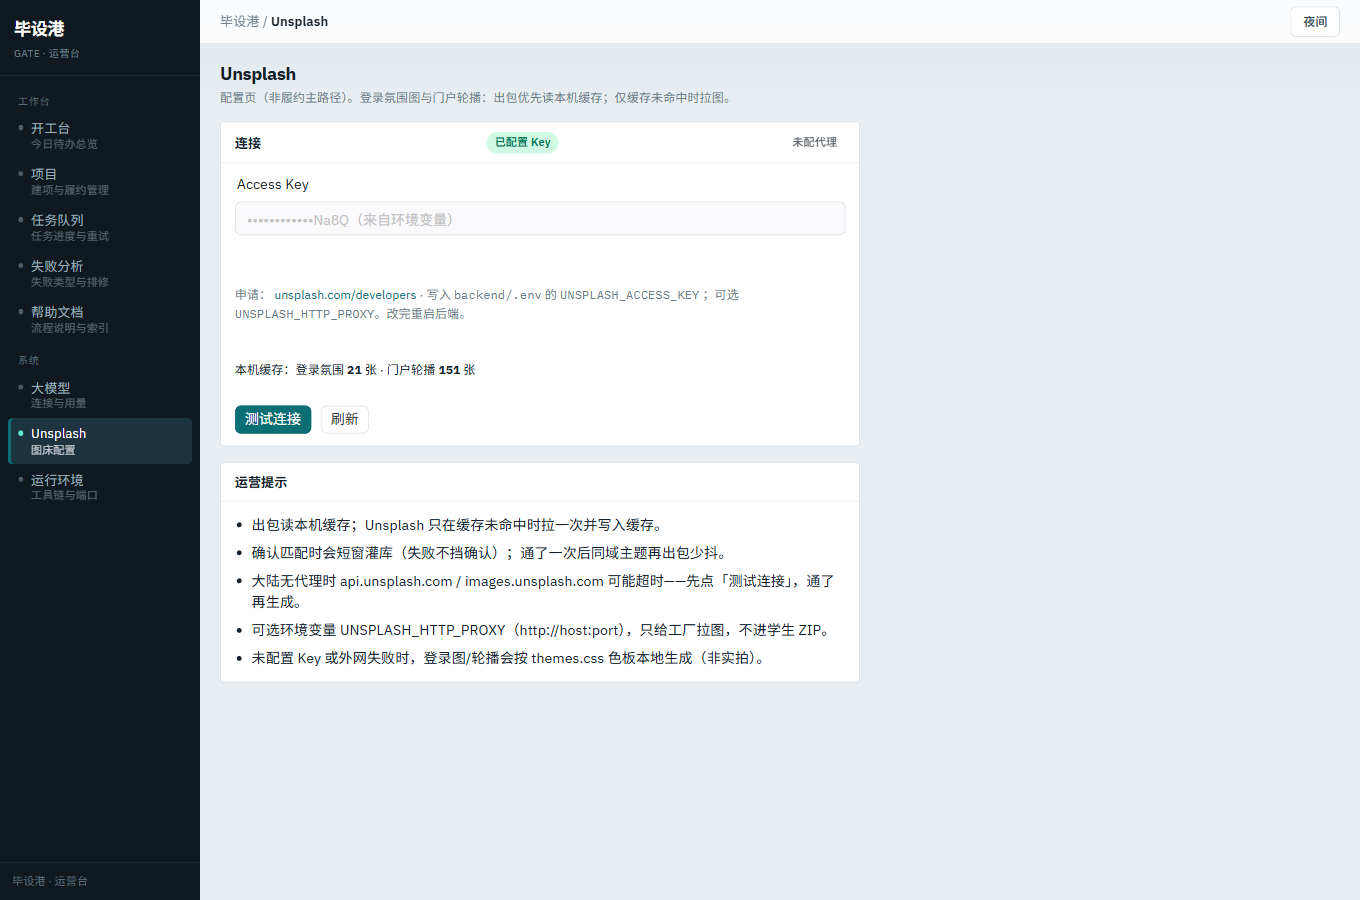 毕设港
GATE · 运营台
工作台
开工台
今日待办总览
项目
建项与履约管理
任务队列
任务进度与重试
失败分析
失败类型与排修
帮助文档
流程说明与索引
系统
大模型
连接与用量
Unsplash
图床配置
运行环境
工具链与端口
毕设港 · 运营台
毕设港 / Unsplash
夜间
Unsplash
配置页（非履约主路径）。登录氛围图与门户轮播：出包优先读本机缓存；仅缓存未命中时拉图。
连接
已配置 Key
未配代理
Access Key
••••••••••••Na8Q（来自环境变量）
申请： unsplash.com/developers · 写入 backend/.env 的 UNSPLASH_ACCESS_KEY ；可选
UNSPLASH_HTTP_PROXY。改完重启后端。
本机缓存：登录氛围 21 张 · 门户轮播 151 张
测试连接
刷新
运营提示
• 出包读本机缓存；Unsplash 只在缓存未命中时拉一次并写入缓存。
• 确认匹配时会短窗灌库（失败不挡确认）；通了一次后同域主题再出包少抖。
• 大陆无代理时 api.unsplash.com / images.unsplash.com 可能超时——先点「测试连接」，通了
再生成。
• 可选环境变量 UNSPLASH_HTTP_PROXY（http://host:port），只给工厂拉图，不进学生 ZIP。
• 未配置 Key 或外网失败时，登录图/轮播会按 themes.css 色板本地生成（非实拍）。